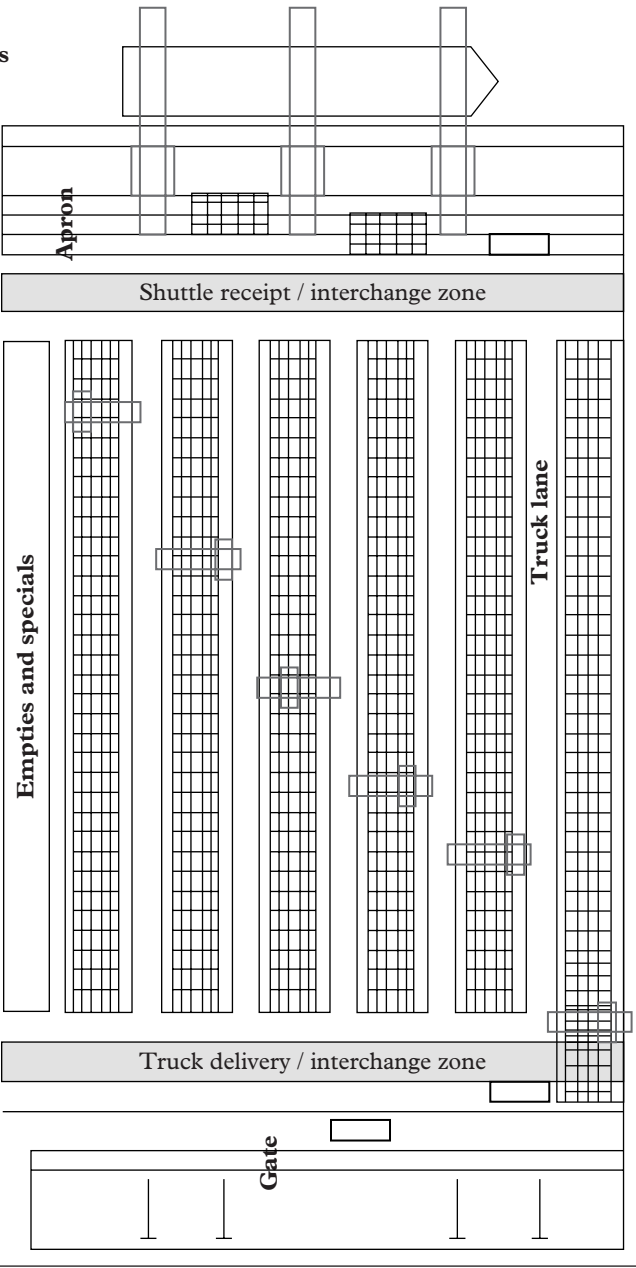 s
Apron
Shuttle receipt / interchange zone
Truck lane
Empties and specials
Truck delivery / interchange zone
Gate